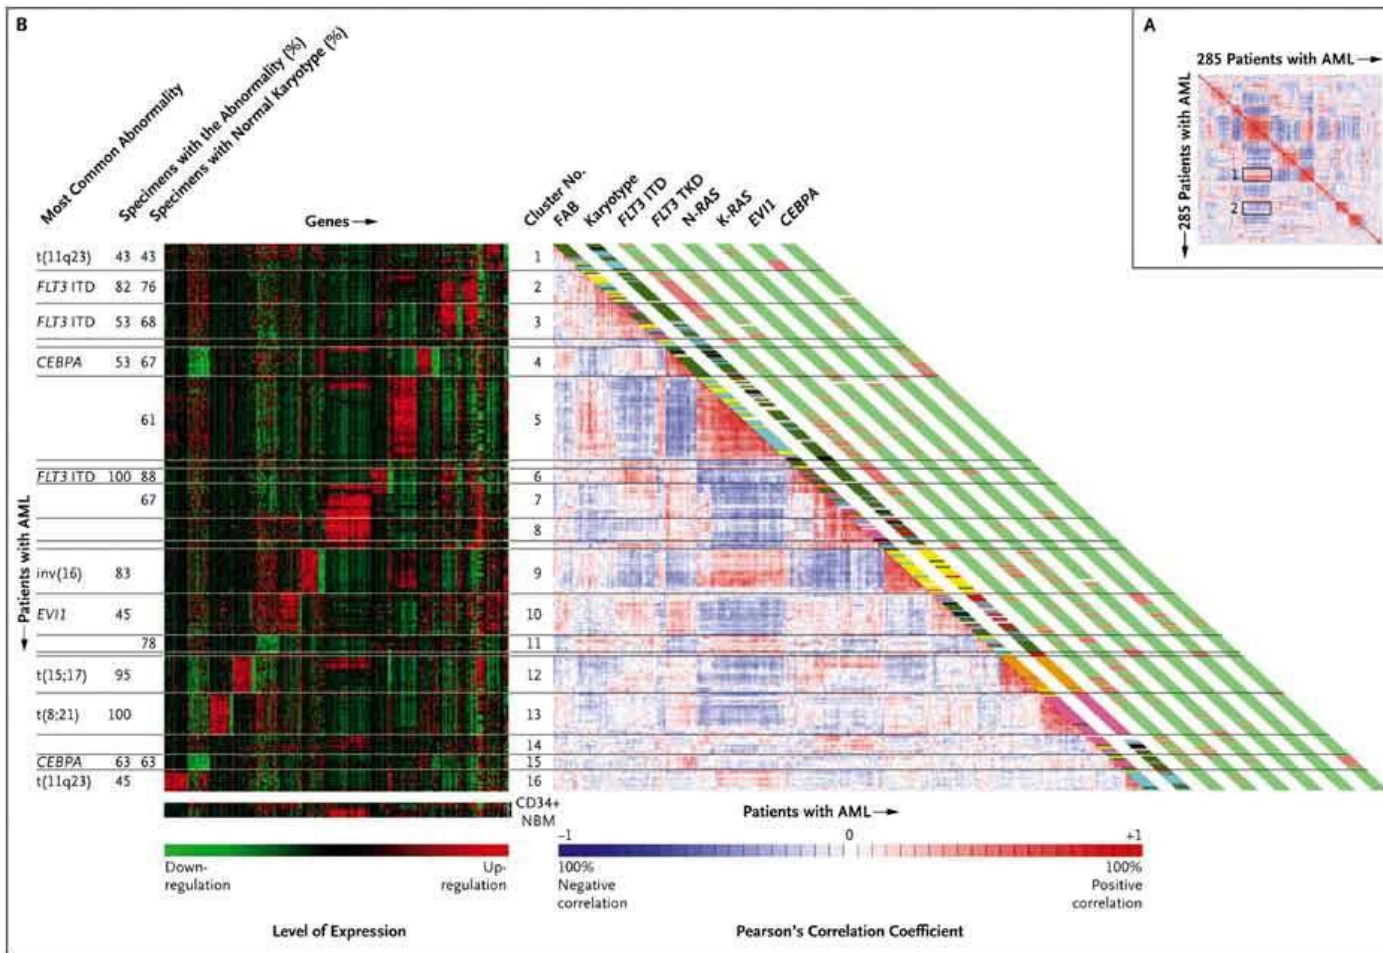 B
Most Common Abnormality
Specimens with the Abnormality (%)
Specimens with Normal Karyotype (%)
Genes
Cluster No.
FAB
Karyotype
FLT3 ITD
FLT3 TKD
N-RAS
K-RAS
EVI1
CEBPA
A
285 Patients with AML
285 Patients with AML
1
2
Patients with AML
t(11q23) 43 43 1
FLT3 ITD 82 76 2
FLT3 ITD 53 68 3
CEBPA 53 67 4
61 5
FLT3 ITD 100 88 6
67 7
8
inv(16) 83 9
EVI1 45 10
78 11
t(15;17) 95 12
t(8;21) 100 13
14
CEBPA 63 63 15
t(11q23) 45 16
CD34+
NBM
Patients with AML
-1 0 +1
Down-
regulation
Up-
regulation
100%
Negative
correlation
100%
Positive
correlation
Level of Expression
Pearson's Correlation Coefficient